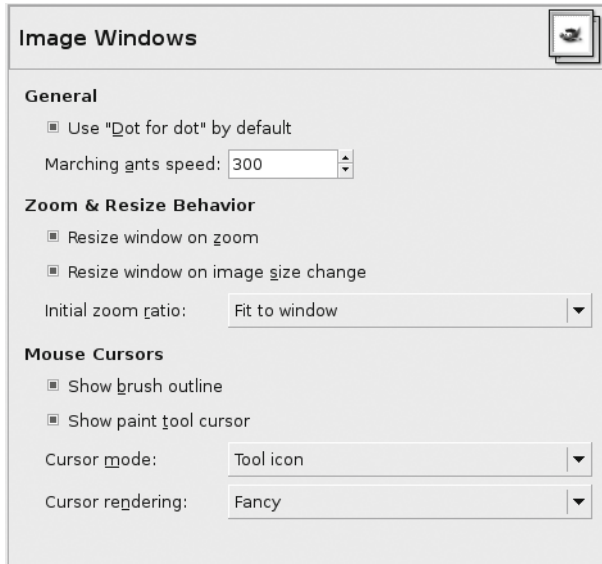 Image Windows
General
Use "Dot for dot" by default
Marching ants speed: 300
Zoom & Resize Behavior
Resize window on zoom
Resize window on image size change
Initial zoom ratio: Fit to window
Mouse Cursors
Show brush outline
Show paint tool cursor
Cursor mode: Tool icon
Cursor rendering: Fancy